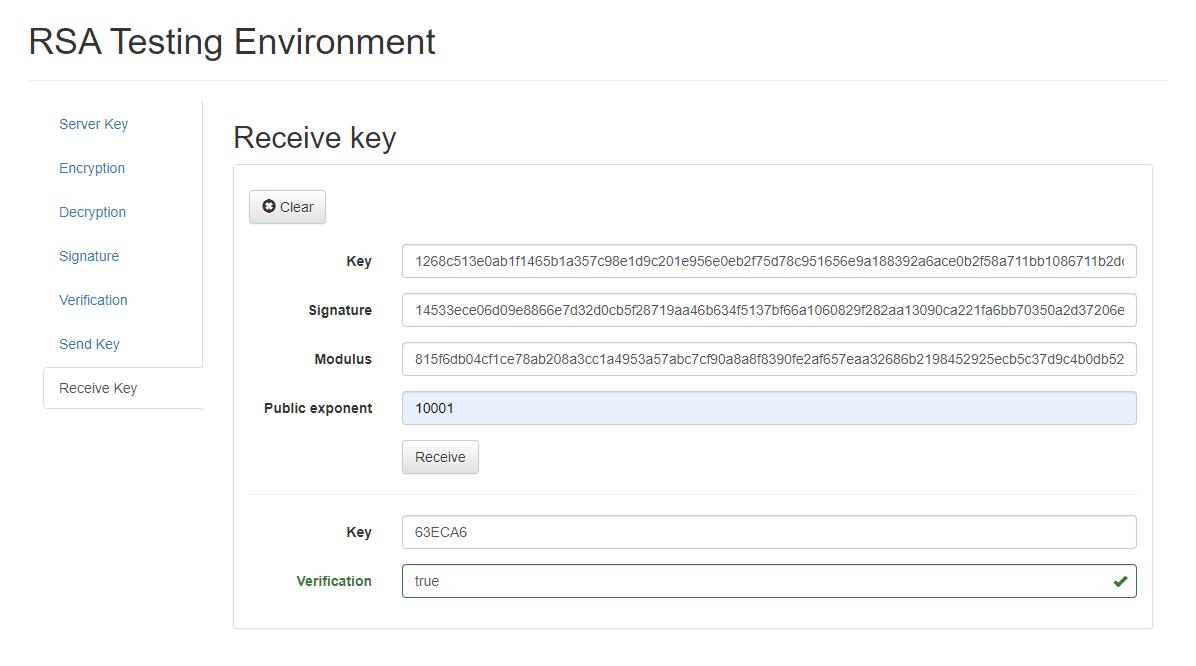 RSA Testing Environment
Server Key
Encryption
Decryption
Signature
Verification
Send Key
Receive Key
Receive key
Clear
Key 1268c513e0ab1f1465b1a357c98e1d9c201e956e0eb2f75d78c951656e9a188392a6ace0b2f58a711bb1086711b2d
Signature 14533ece06d09e8866e7d32d0cb5f28719aa46b634f5137bf66a1060829f282aa13090ca221fa6bb70350a2d37206e
Modulus 815f6db04cf1ce78ab208a3cc1a4953a57abc7cf90a8a8f8390fe2af657eaa32686b2198452925ecb5c37d9c4b0db52
Public exponent 10001
Receive
Key 63ECA6
Verification true